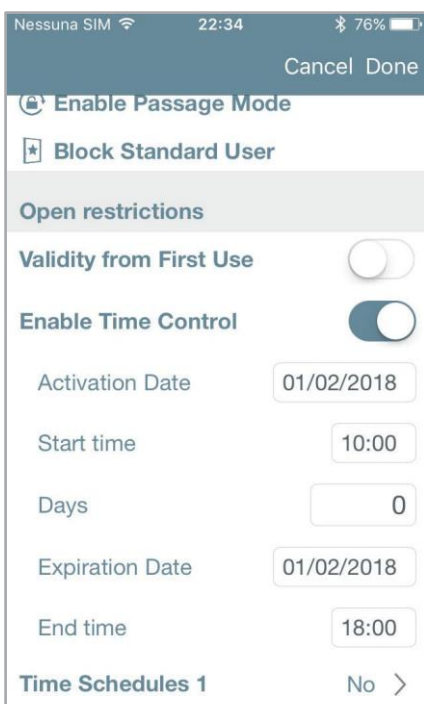 Nessuna SIM 22:34 76%
Cancel Done
Enable Passage Mode
Block Standard User
Open restrictions
Validity from First Use
Enable Time Control
Activation Date 01/02/2018
Start time 10:00
Days 0
Expiration Date 01/02/2018
End time 18:00
Time Schedules 1 No